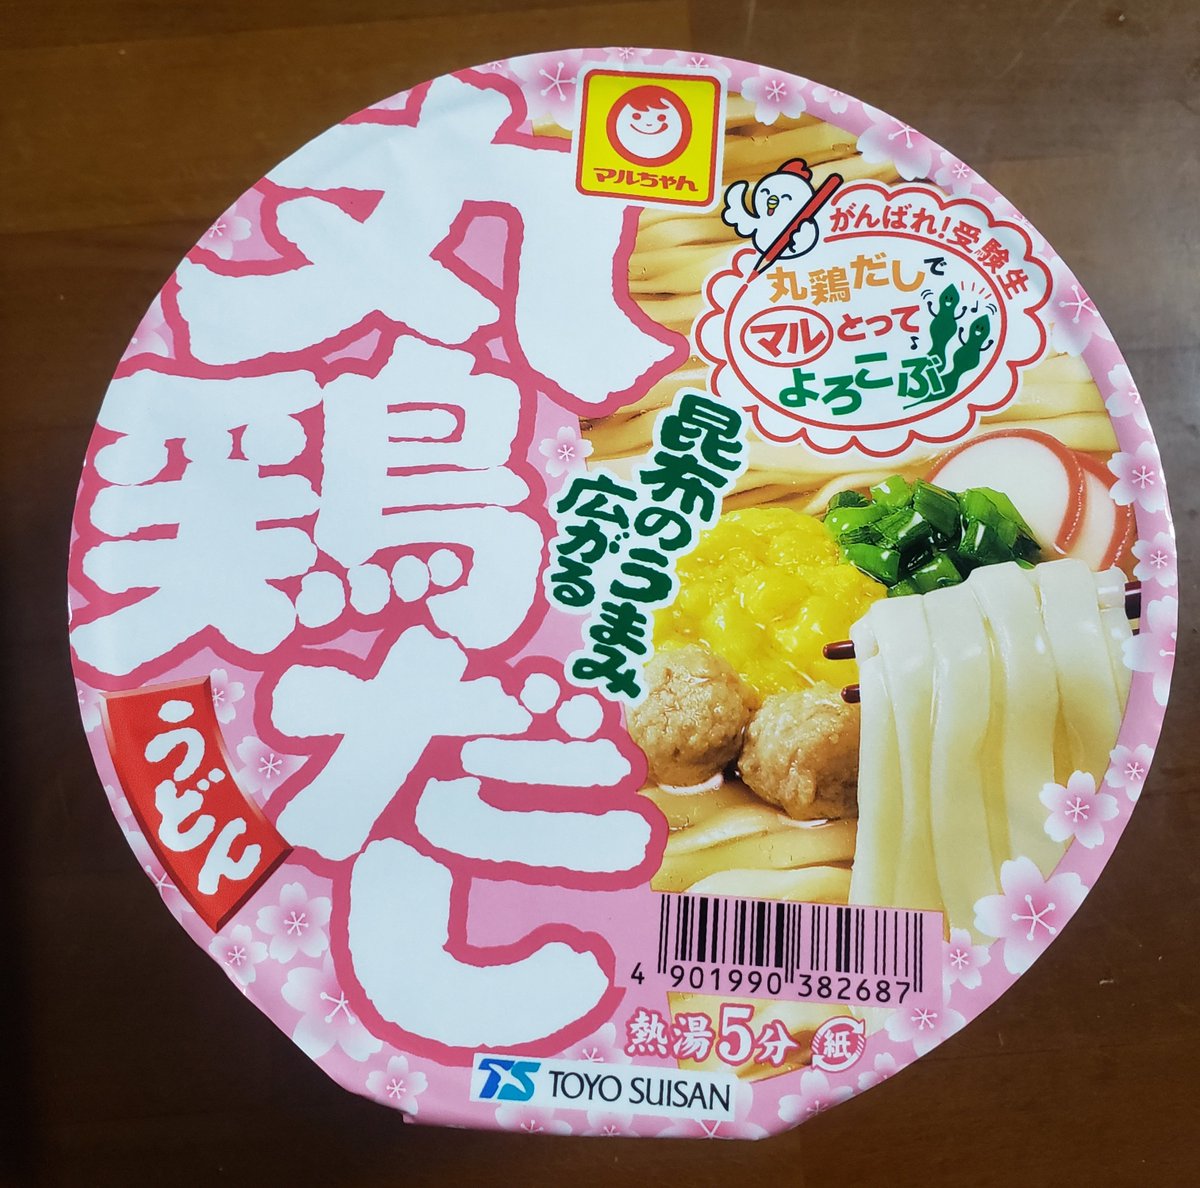 マルちゃん
がんばれ!受験生
丸鶏だしで
マルとって♪
よろこぶ
丸
鶏
だし
昆布のうまみ
広がる
うどん
4 901990 382687
熱湯5分
紙
TS TOYO SUISAN